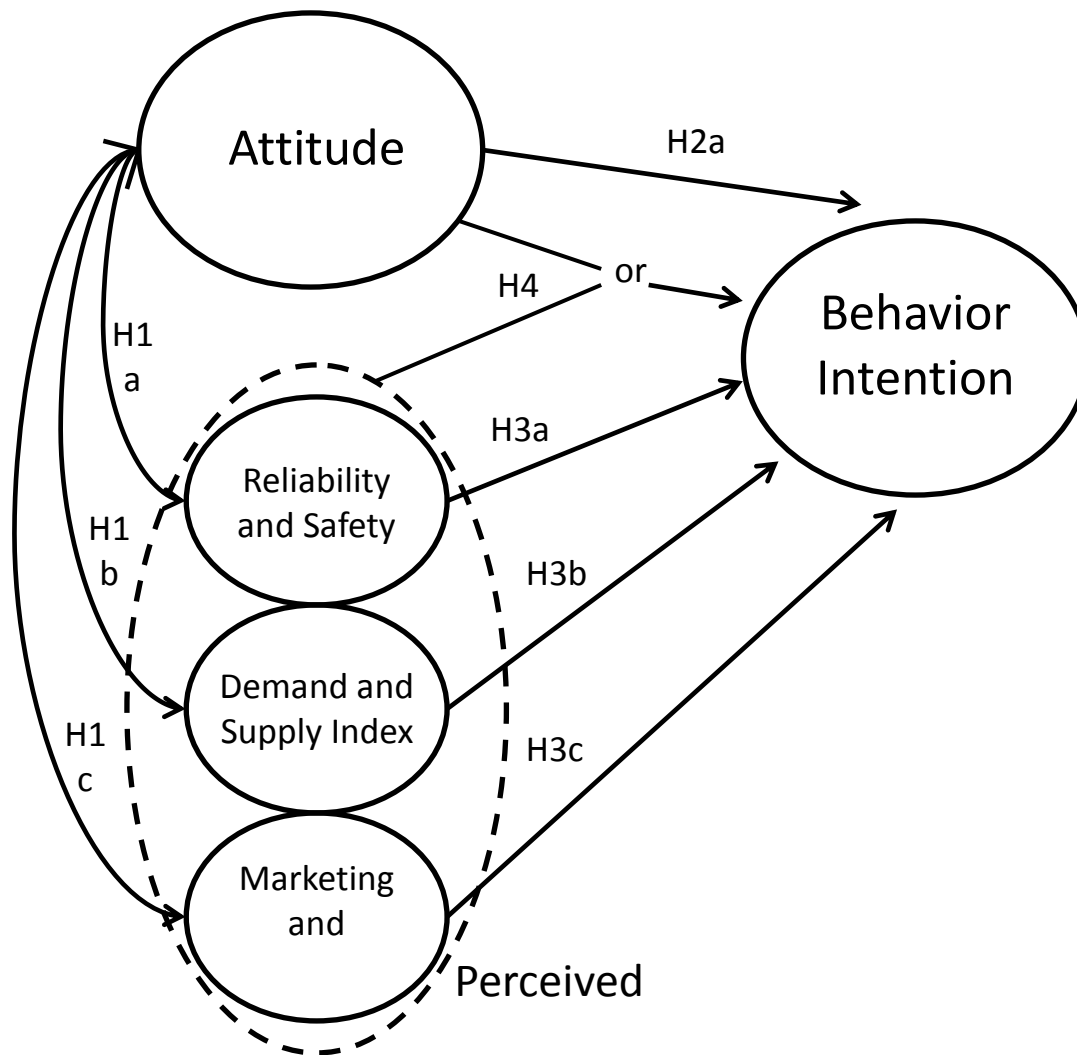 Attitude
H2a
H4
or
Behavior
Intention
H1
a
H3a
Reliability
and Safety
H1
b
H3b
Demand and
Supply Index
H1
c
H3c
Marketing
and
Perceived